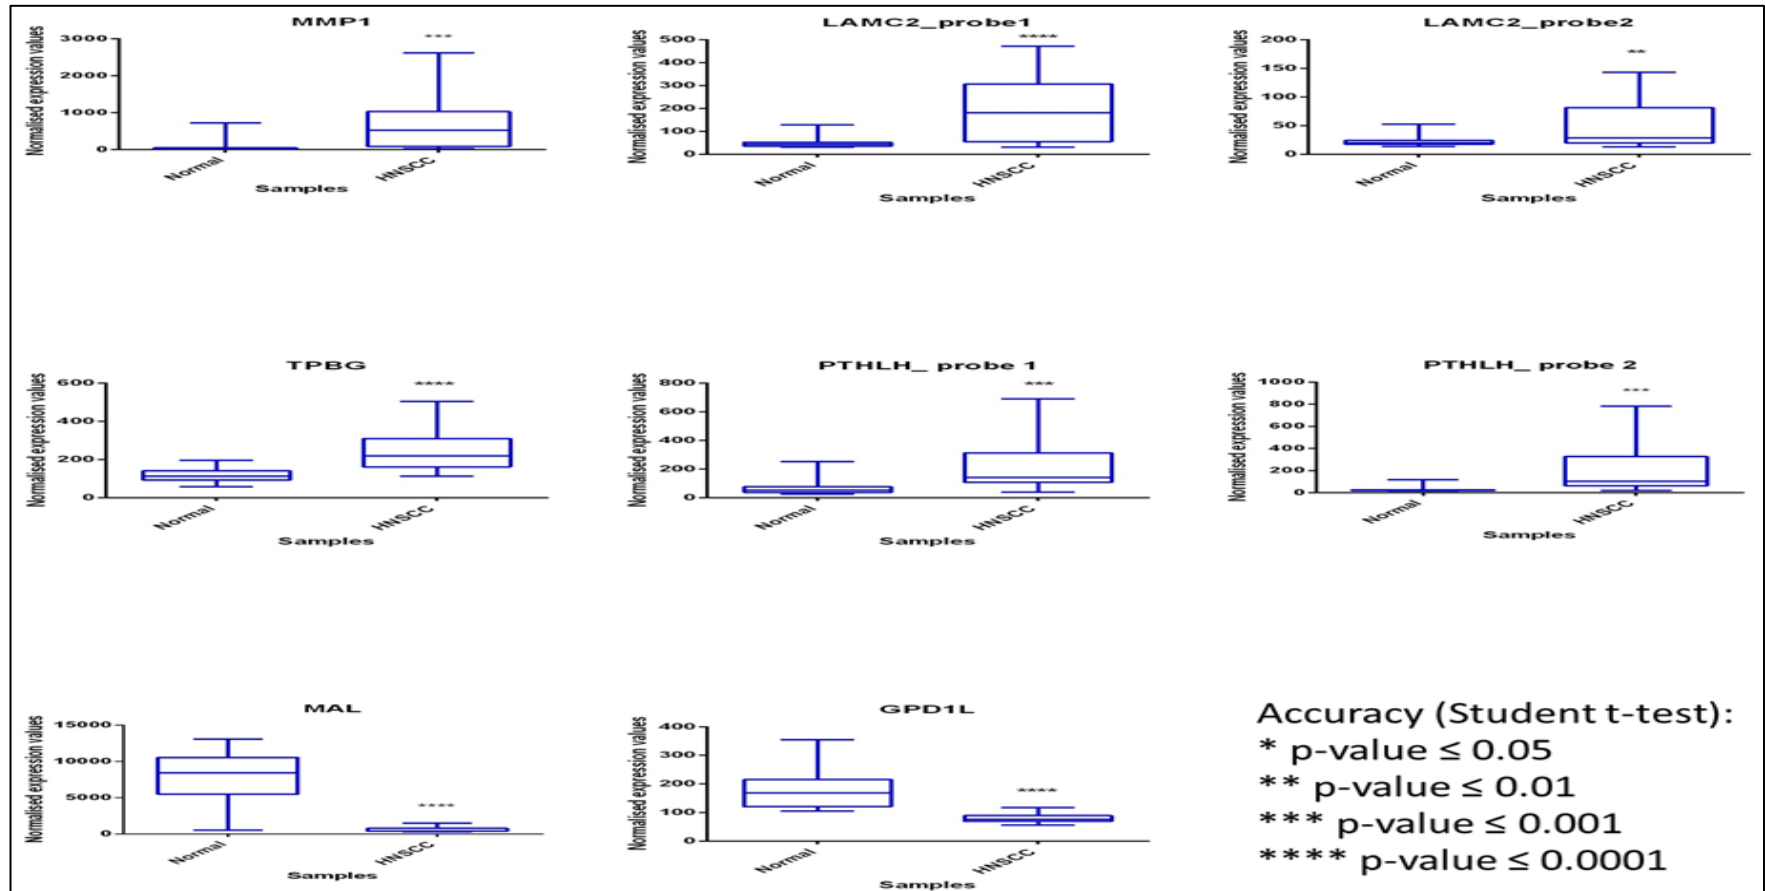 MMP1
Normalised expression values
3000
2000
1000
0
***
Normal
HNSCC
Samples
LAMC2_probe1
Normalised expression values
500
400
300
200
100
0
****
Normal
HNSCC
Samples
LAMC2_probe2
Normalised expression values
200
150
100
50
0
**
Normal
HNSCC
Samples
TPBG
Normalised expression values
600
400
200
0
****
Normal
HNSCC
Samples
PTHLH_ probe 1
Normalised expression values
800
600
400
200
0
***
Normal
HNSCC
Samples
PTHLH_ probe 2
Normalised expression values
1000
800
600
400
200
0
***
Normal
HNSCC
Samples
MAL
Normalised expression values
15000
10000
5000
0
****
Normal
HNSCC
Samples
GPD1L
Normalised expression values
400
300
200
100
0
****
Normal
HNSCC
Samples
Accuracy (Student t-test):
* p-value ≤ 0.05
** p-value ≤ 0.01
*** p-value ≤ 0.001
**** p-value ≤ 0.0001